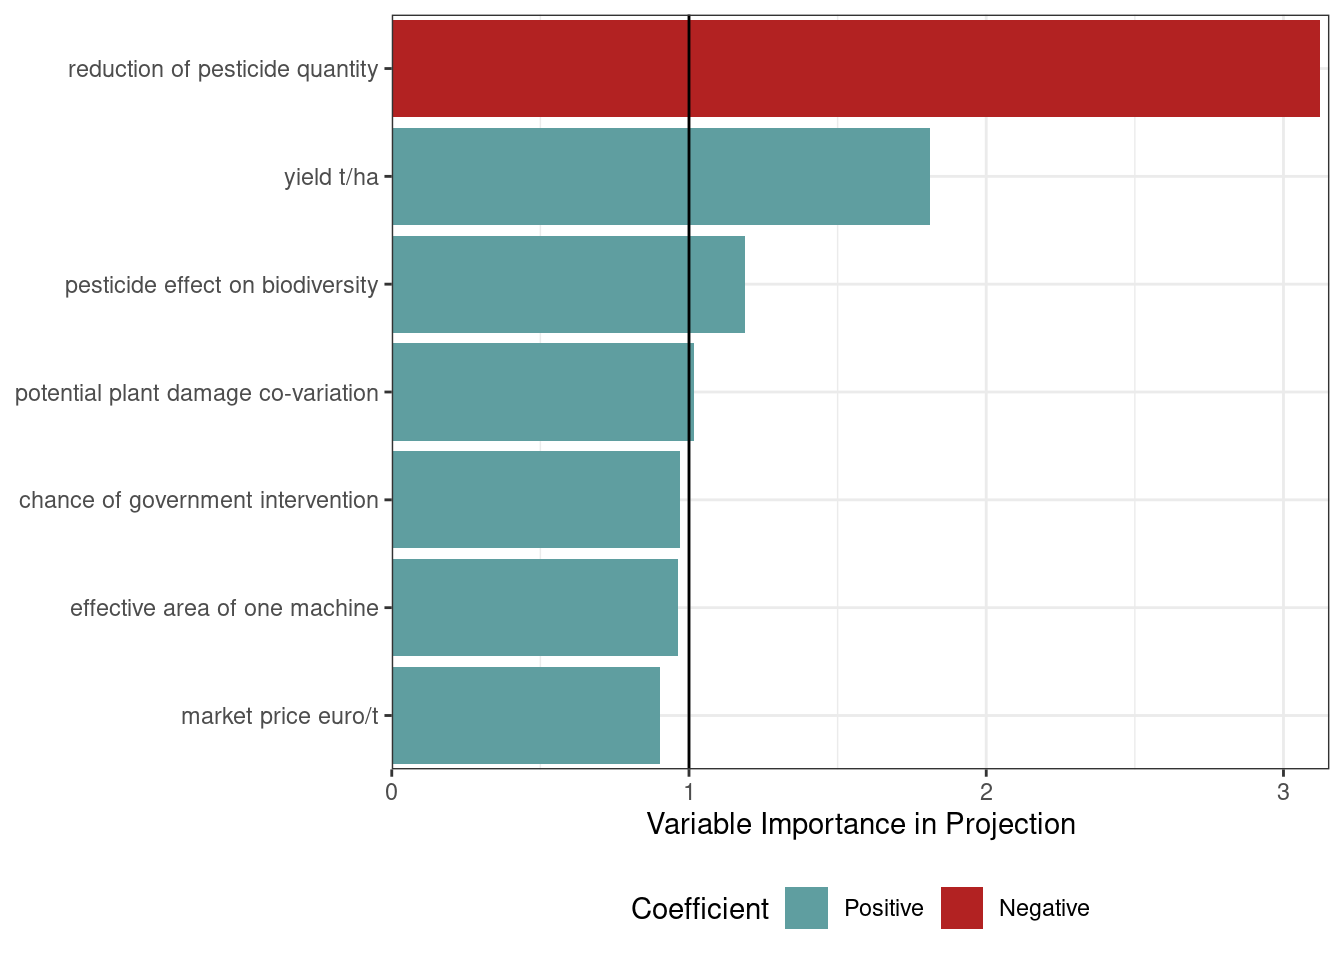 reduction of pesticide quantity
yield t/ha
pesticide effect on biodiversity
potential plant damage co-variation
chance of government intervention
effective area of one machine
market price euro/t
0 1 2 3
Variable Importance in Projection
Coefficient Positive Negative